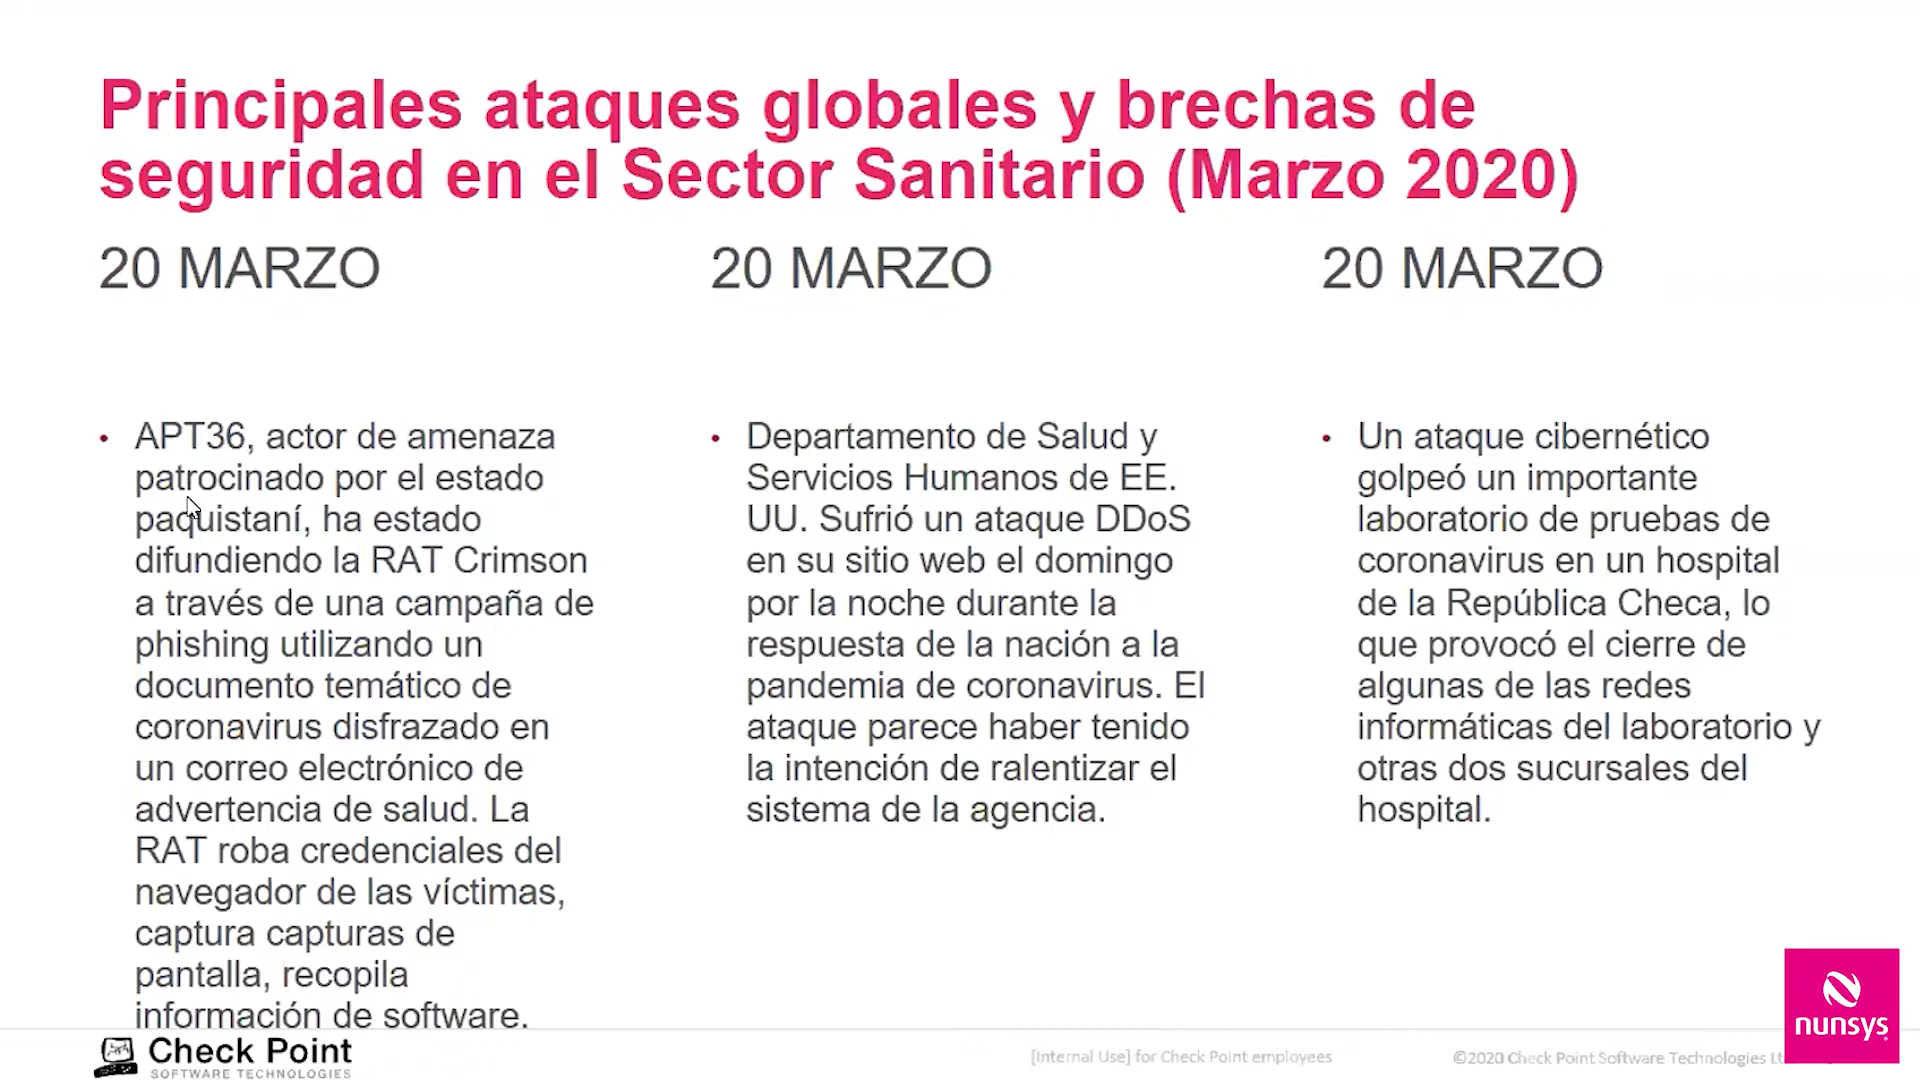 Principales ataques globales y brechas de
seguridad en el Sector Sanitario (Marzo 2020)
20 MARZO
• APT36, actor de amenaza
patrocinado por el estado
paquistaní, ha estado
difundiendo la RAT Crimson
a través de una campaña de
phishing utilizando un
documento temático de
coronavirus disfrazado en
un correo electrónico de
advertencia de salud. La
RAT roba credenciales del
navegador de las víctimas,
captura capturas de
pantalla, recopila
información de software.
20 MARZO
• Departamento de Salud y
Servicios Humanos de EE.
UU. Sufrió un ataque DDoS
en su sitio web el domingo
por la noche durante la
respuesta de la nación a la
pandemia de coronavirus. El
ataque parece haber tenido
la intención de ralentizar el
sistema de la agencia.
20 MARZO
• Un ataque cibernético
golpeó un importante
laboratorio de pruebas de
coronavirus en un hospital
de la República Checa, lo
que provocó el cierre de
algunas de las redes
informáticas del laboratorio y
otras dos sucursales del
hospital.
Check Point
SOFTWARE TECHNOLOGIES
[Internal Use] for Check Point employees
©2020 Check Point Software Technologies
nunsys